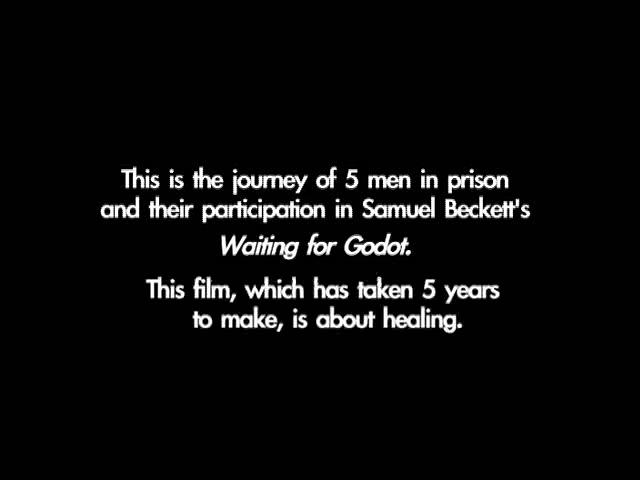 This is the journey of 5 men in prison
and their participation in Samuel Beckett's
Waiting for Godot.
This film, which has taken 5 years
to make, is about healing.